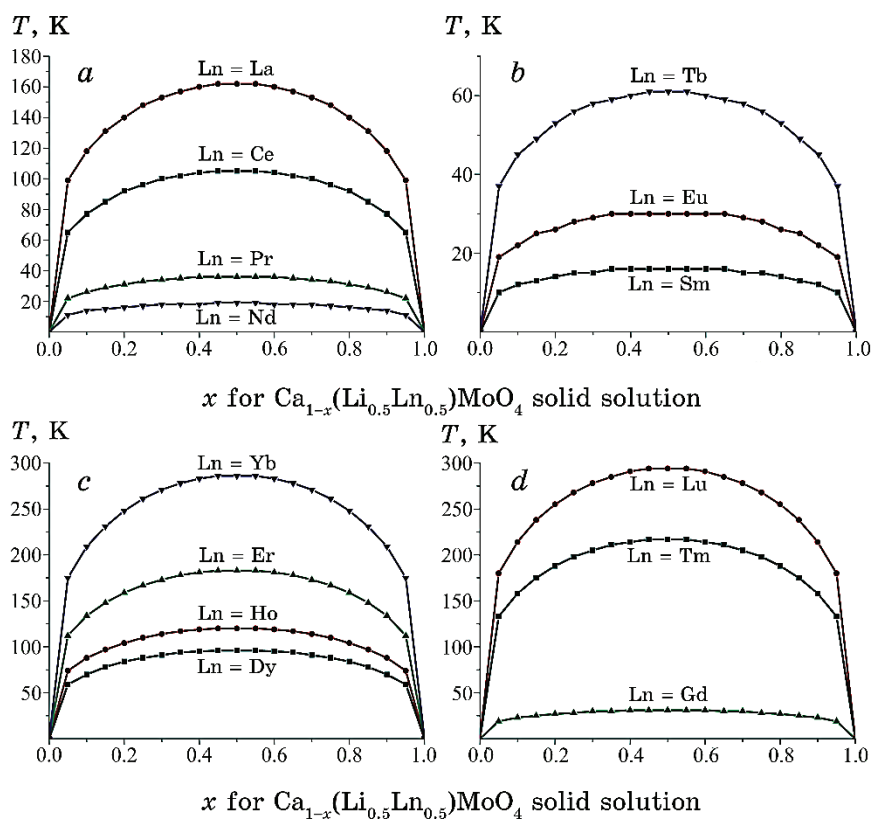 T, K
T, K
a
Ln = La
Ln = Ce
Ln = Pr
Ln = Nd
180
160
140
120
100
80
60
40
20
0.0 0.2 0.4 0.6 0.8 1.0
b
Ln = Tb
Ln = Eu
Ln = Sm
60
40
20
0.0 0.2 0.4 0.6 0.8 1.0
x for Ca₁₋ₓ(Li₀.₅Ln₀.₅)MoO₄ solid solution
T, K
T, K
c
Ln = Yb
Ln = Er
Ln = Ho
Ln = Dy
300
250
200
150
100
75
50
25
0.0 0.2 0.4 0.6 0.8 1.0
d
Ln = Lu
Ln = Tm
Ln = Gd
300
250
200
150
100
75
50
25
0.0 0.2 0.4 0.6 0.8 1.0
x for Ca₁₋ₓ(Li₀.₅Ln₀.₅)MoO₄ solid solution